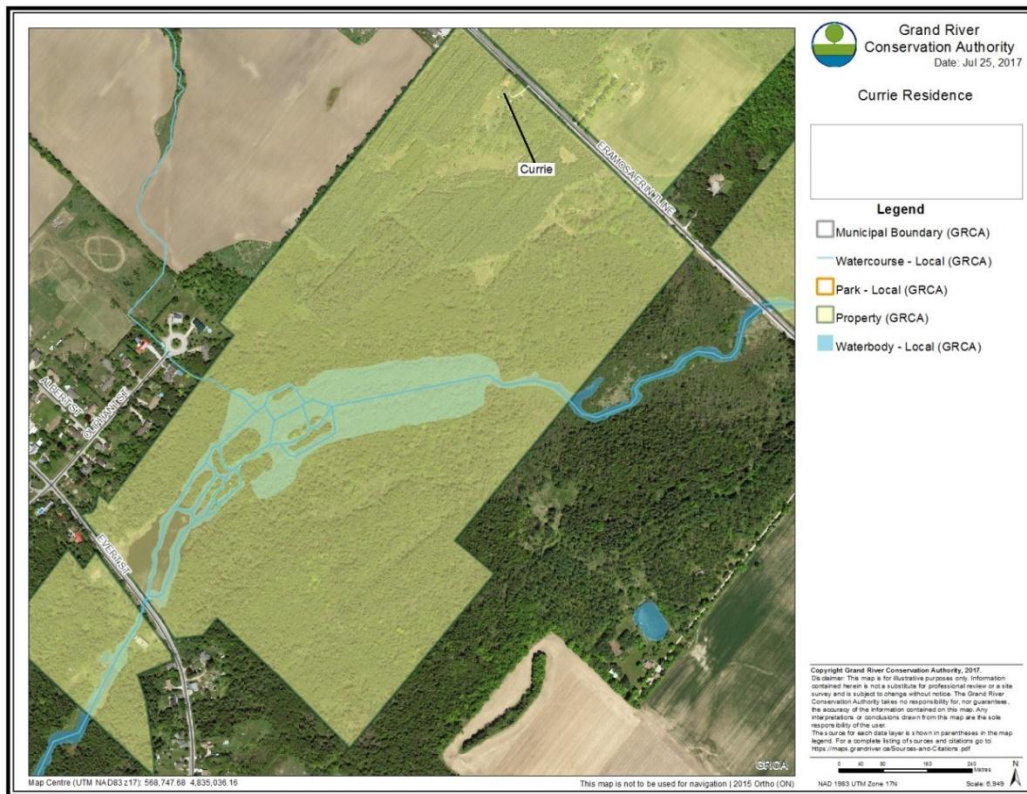 Grand River
Conservation Authority
Date: Jul 25, 2017
Currie Residence
Currie
ERAMOSA ERIN TLINE
ALBERT ST
OLIPHANT ST
EVERT ST
GRCA
Legend
Municipal Boundary (GRCA)
Watercourse - Local (GRCA)
Park - Local (GRCA)
Property (GRCA)
Waterbody - Local (GRCA)
Copyright Grand River Conservation Authority, 2017.
Disclaimer: This map is for illustrative purposes only. Information
contained herein is not a substitute for professional review or a site
survey and is subject to change without notice. The Grand River
Conservation Authority takes no responsibility for, nor guarantees,
the accuracy of the information contained on this map. Any
interpretations or conclusions drawn from this map are the sole
responsibility of the user.
The source for each data layer is shown in parentheses in the map
legend. For a complete listing of sources and citations go to:
https://maps.grandriver.ca/Sources-and-Citations.pdf
0 40 80 160 240
Metres
N
NAD 1983 UTM Zone 17N Scale: 6,949
Map Centre (UTM NAD83 z17): 568,747.68 4,835,036.16
This map is not to be used for navigation | 2015 Ortho (ON)